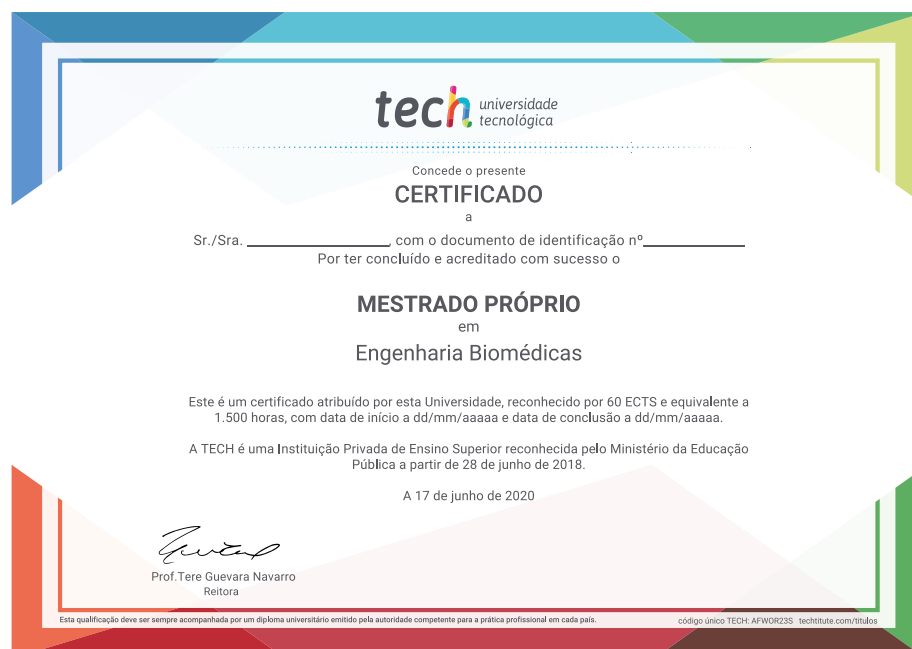 tech universidade
tecnológica
Concede o presente
CERTIFICADO
a
Sr./Sra. ____________________, com o documento de identificação nº______________
Por ter concluído e acreditado com sucesso o
MESTRADO PRÓPRIO
em
Engenharia Biomédicas
Este é um certificado atribuído por esta Universidade, reconhecido por 60 ECTS e equivalente a
1.500 horas, com data de início a dd/mm/aaaaa e data de conclusão a dd/mm/aaaaa.
A TECH é uma Instituição Privada de Ensino Superior reconhecida pelo Ministério da Educação
Pública a partir de 28 de junho de 2018.
A 17 de junho de 2020
Prof.Tere Guevara Navarro
Reitora
Esta qualificação deve ser sempre acompanhada por um diploma universitário emitido pela autoridade competente para a prática profissional em cada país.
código único TECH: AFWOR23S techtitute.com/titulos